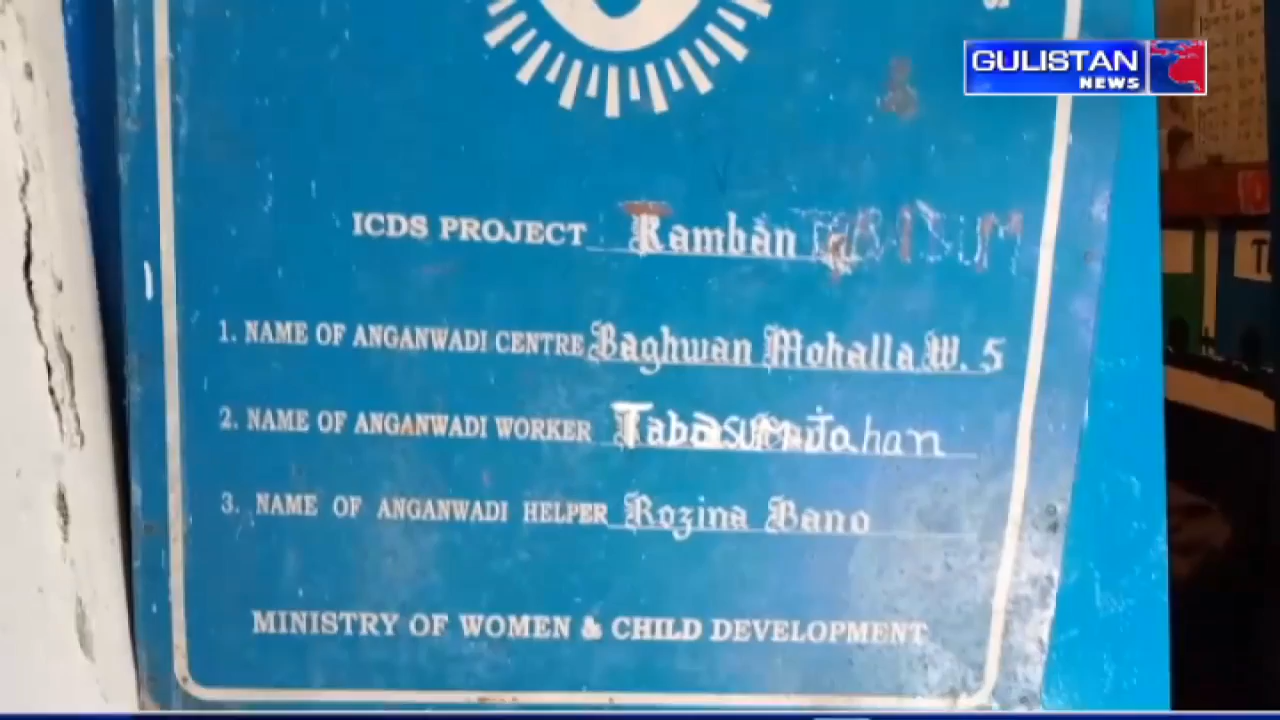 GULISTAN
NEWS
ICDS PROJECT Ramban
1. NAME OF ANGANWADI CENTRE Baghwan Mohalla W. 5
2. NAME OF ANGANWADI WORKER Tabasum Jahan
3. NAME OF ANGANWADI HELPER Rozina Bano
MINISTRY OF WOMEN & CHILD DEVELOPMENT